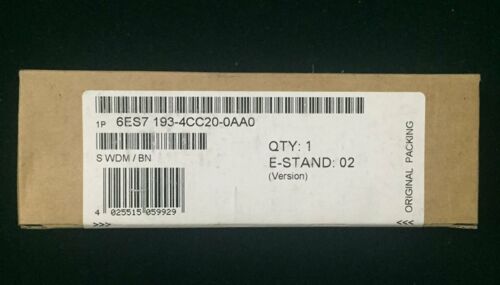 1P 6ES7 193-4CC20-0AA0
S WDM / BN
QTY: 1
E-STAND: 02
(Version)
4 025515 059929
>>> ORIGINAL PACKING <<<